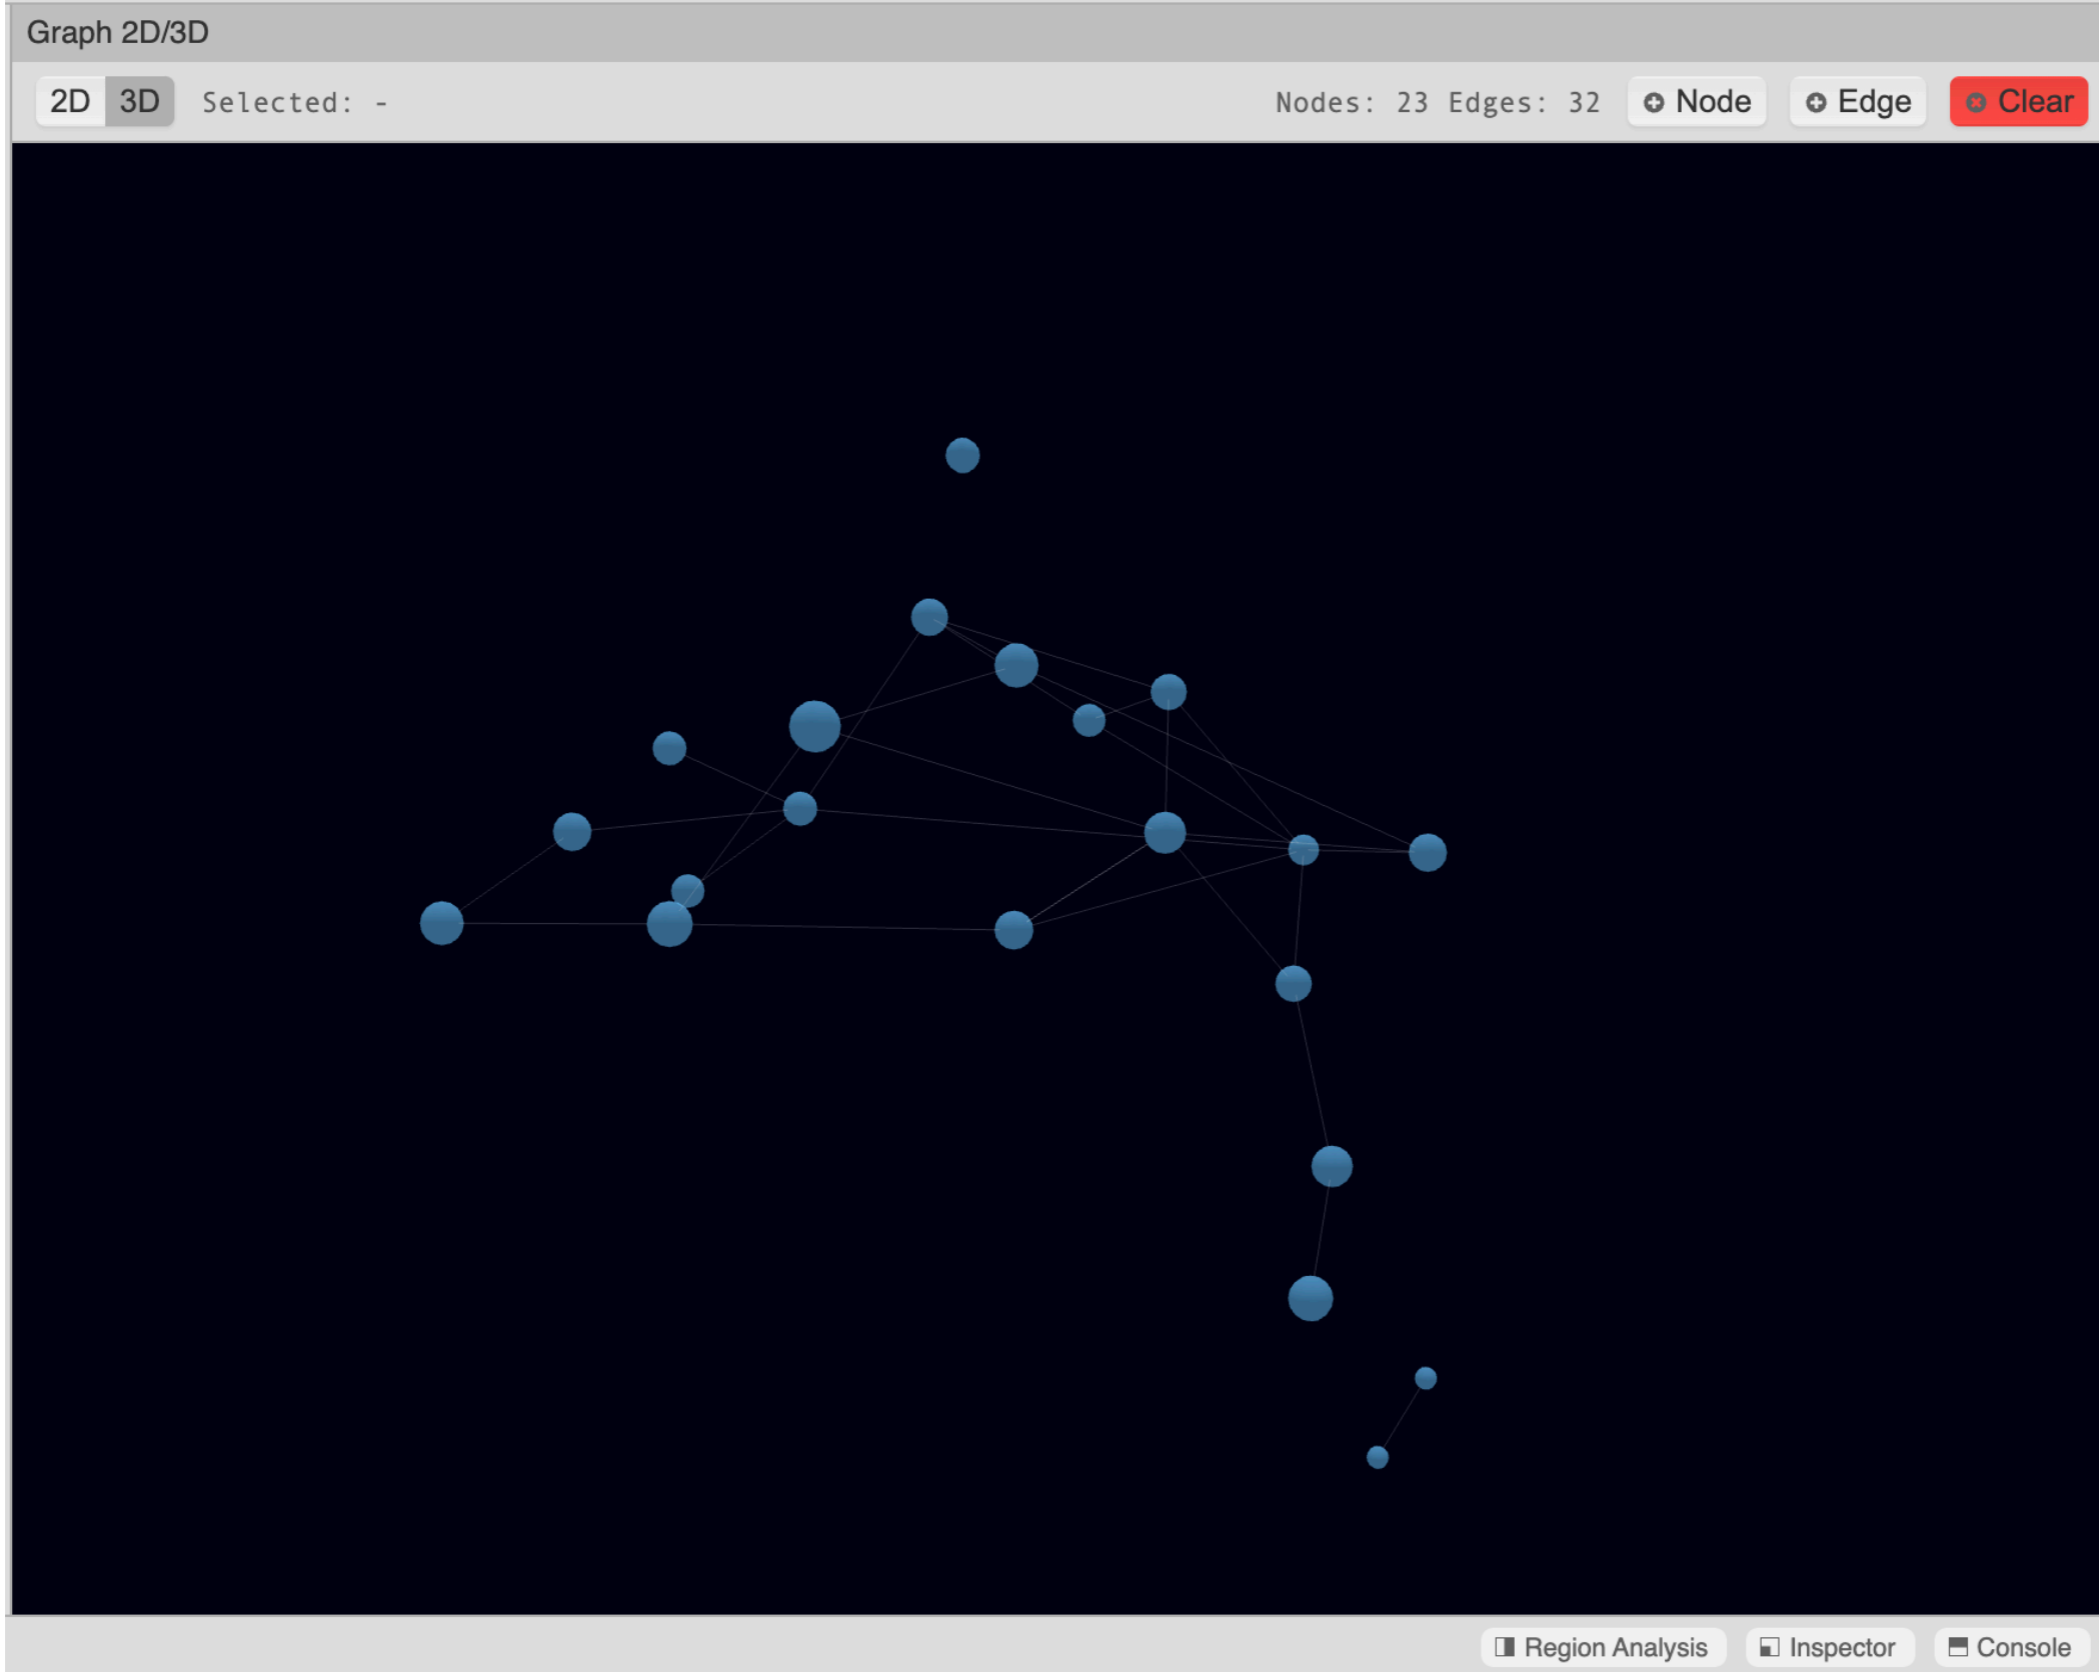 Graph 2D/3D
2D 3D Selected: - Nodes: 23 Edges: 32 Node Edge Clear
Region Analysis Inspector Console